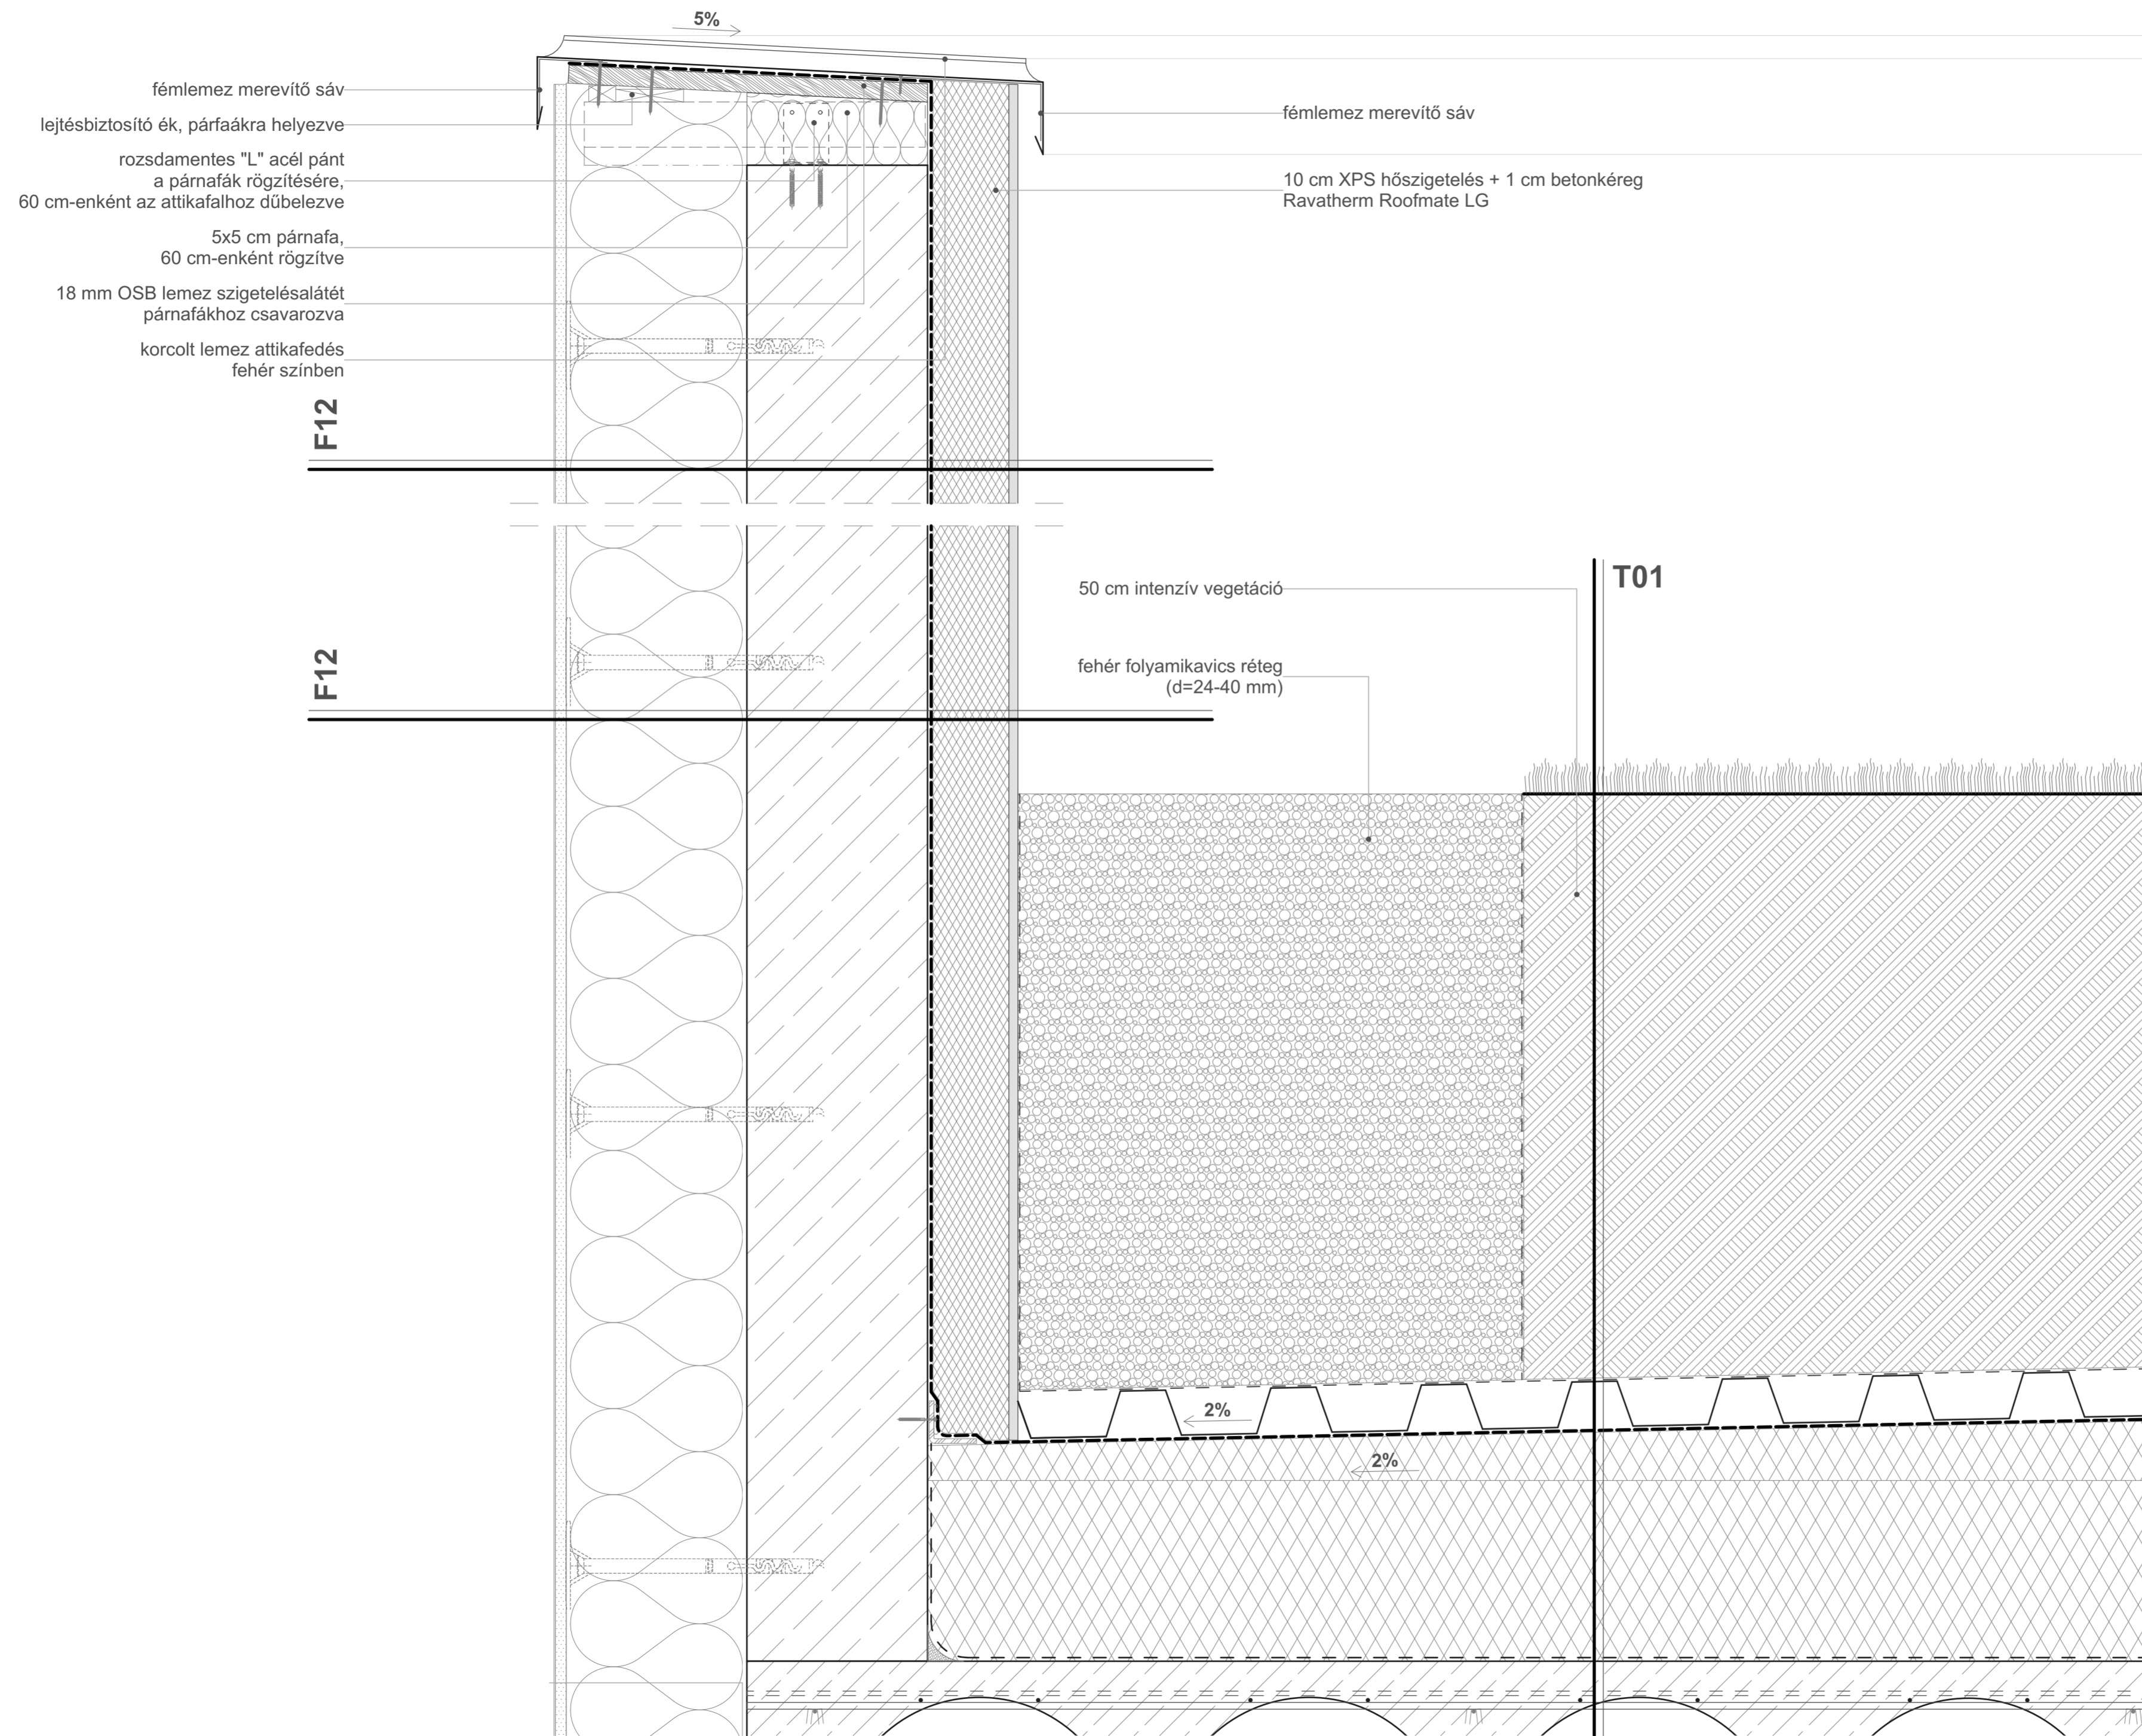 5%
fémlemez merevítő sáv
lejtésbiztosító ék, párfaákra helyezve
rozsdamentes "L" acél pánt
a párnafák rögzítésére,
60 cm-enként az attikafalhoz dűbelezve
5x5 cm párnafa,
60 cm-enként rögzítve
18 mm OSB lemez szigetelésalátét
párnafákhoz csavarozva
korcolt lemez attikafedés
fehér színben
fémlemez merevítő sáv
10 cm XPS hőszigetelés + 1 cm betonkéreg
Ravatherm Roofmate LG
F12
F12
T01
50 cm intenzív vegetáció
fehér folyamikavics réteg
(d=24-40 mm)
2%
2%